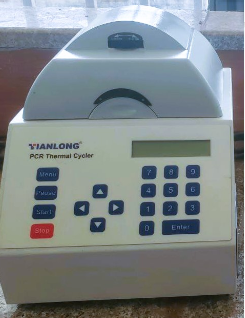 TIANLONG®
PCR Thermal Cycler
Menu
Pause
Start
Stop
7 8 9
4 5 6
1 2 3
0 Enter